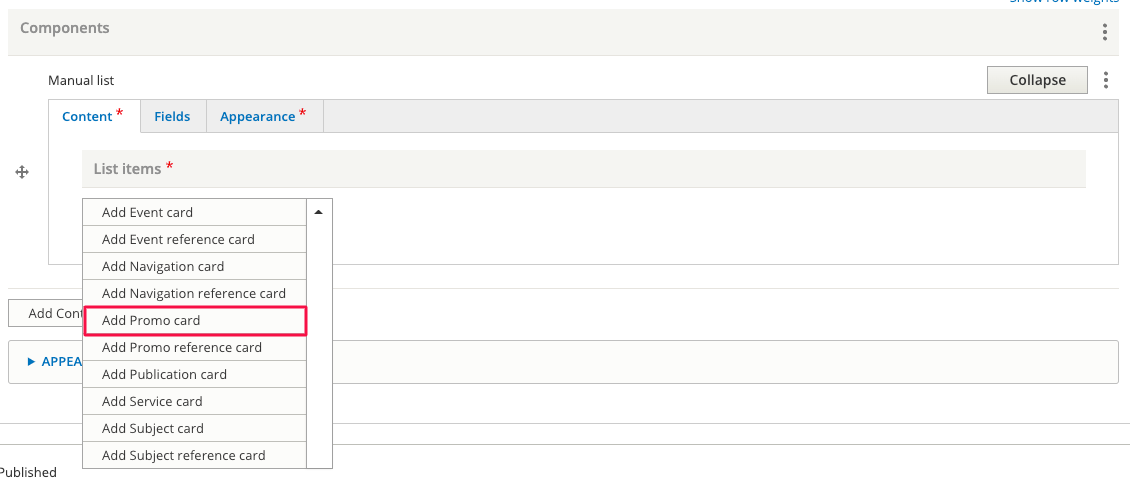 Show row weights
Components
Manual list
Collapse
Content *
Fields
Appearance *
List items *
Add Event card
Add Event reference card
Add Navigation card
Add Navigation reference card
Add Cont
Add Promo card
Add Promo reference card
APPEA
Add Publication card
Add Service card
Add Subject card
Add Subject reference card
Published